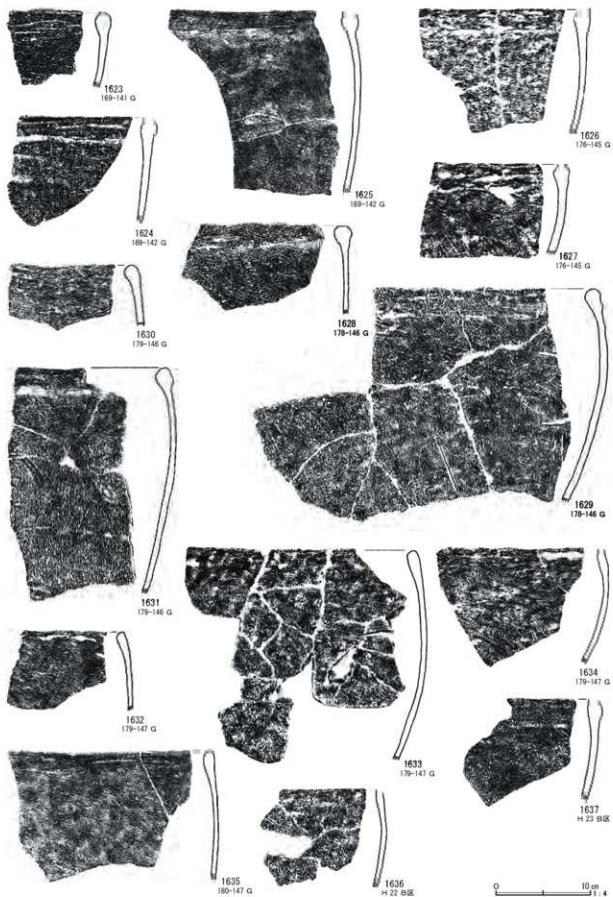 1623
169-141 G
1624
169-142 G
1625
169-142 G
1626
176-145 G
1627
176-145 G
1628
178-146 G
1630
179-146 G
1629
178-146 G
1631
179-146 G
1632
179-147 G
1633
179-147 G
1634
179-147 G
1635
180-147 G
1636
H 22 B区
1637
H 23 B区
0 10 cm
1:4